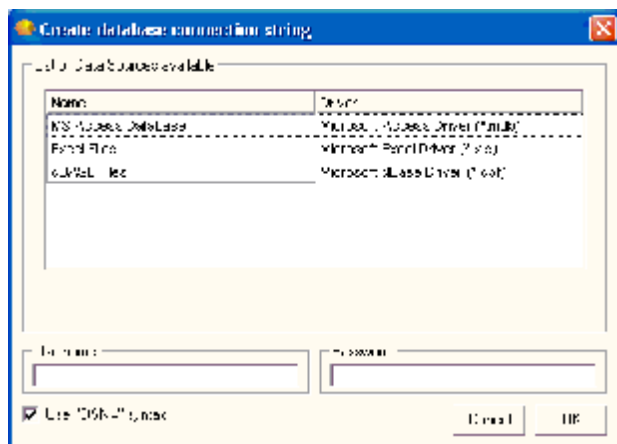 Create database connection string
List of Data Sources available
Name Driver
MS Access Database Microsoft Access Driver (*.mdb)
Excel Files Microsoft Excel Driver (*.xls)
dBASE Files Microsoft dBase Driver (*.dbf)
Password
Use "DSN=" syntax
Cancel OK